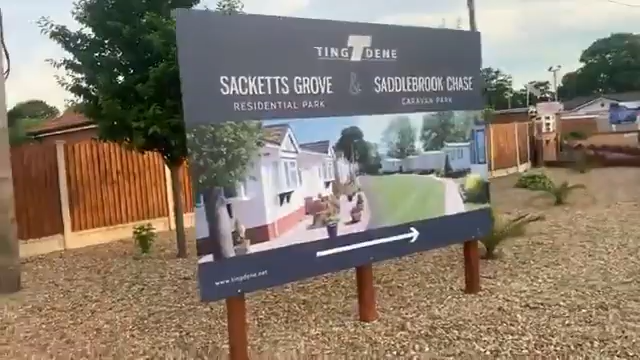 TINGDENE
SACKETTS GROVE & SADDLEBROOK CHASE
RESIDENTIAL PARK CARAVAN PARK
www.tingdene.net